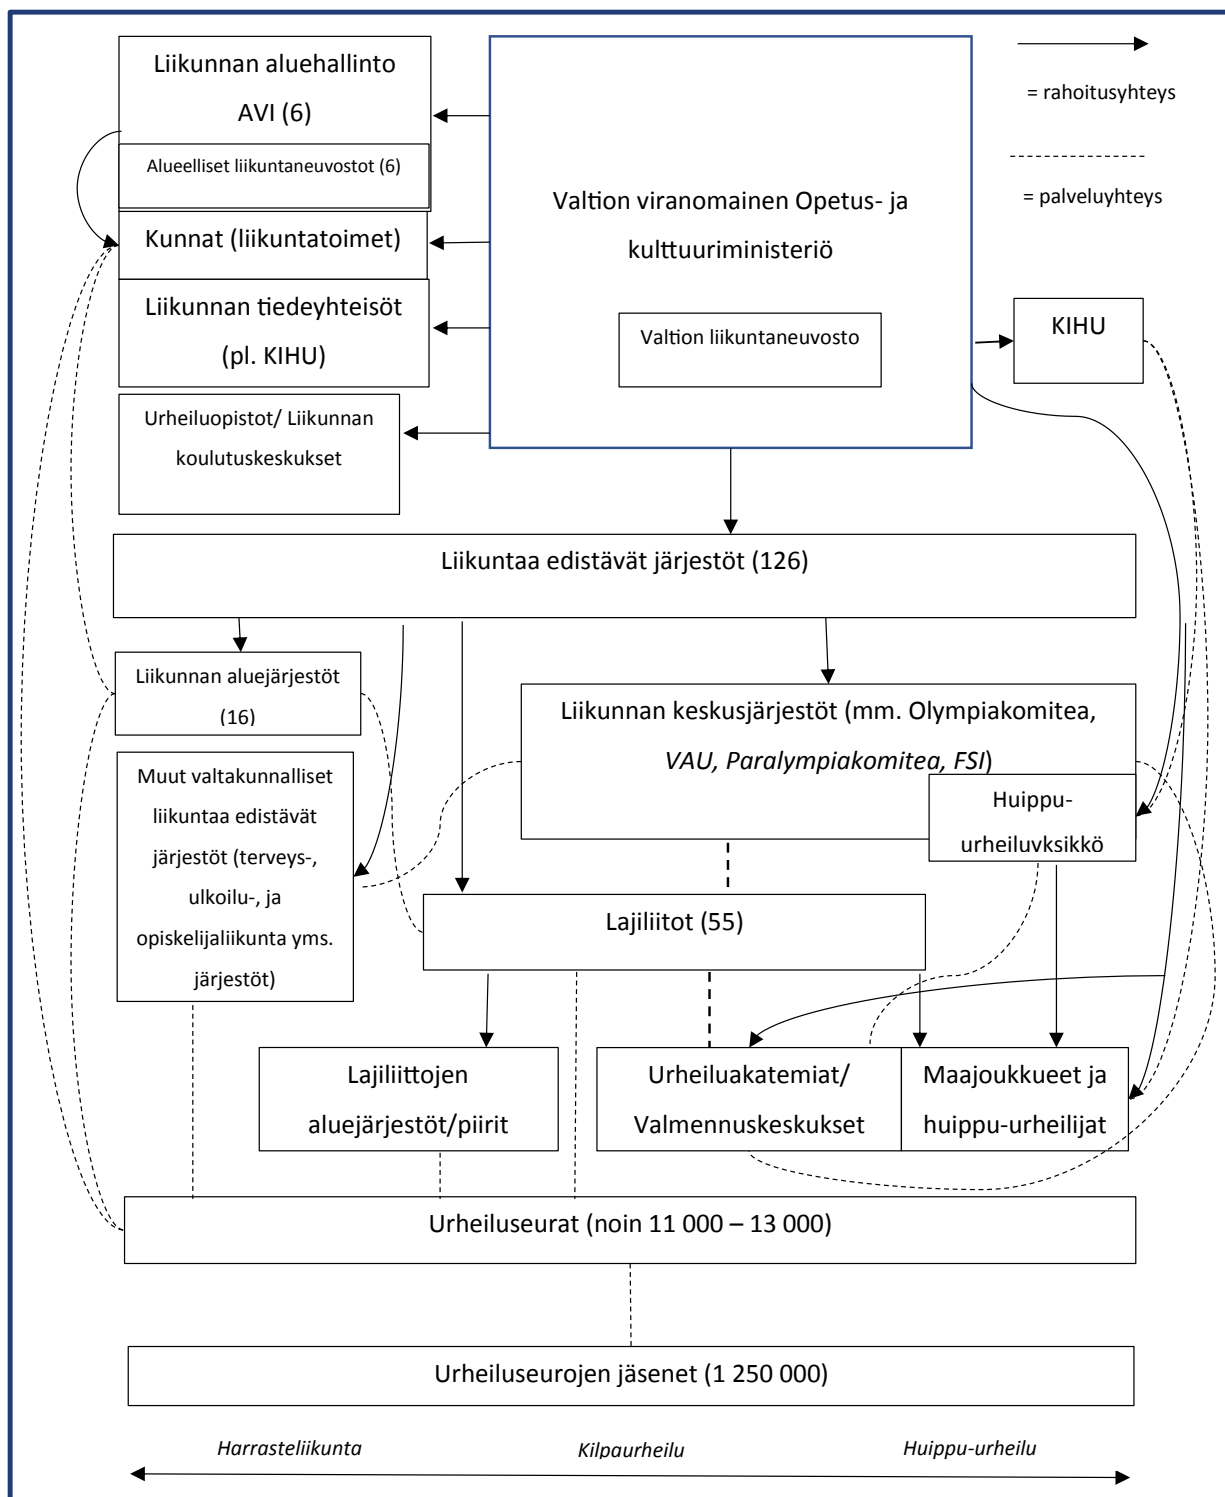 Liikunnan aluehallinto
AVI (6)
Alueelliset liikuntaneuvostot (6)
Kunnat (liikuntatoimet)
Liikunnan tiedeyhteisöt
(pl. KIHU)
Urheiluopistot/ Liikunnan
koulutuskeskukset
Valtion viranomainen Opetus- ja
kulttuuriministeriö
Valtion liikuntaneuvosto
= rahoitusyhteys
= palveluyhteys
KIHU
Liikuntaa edistävät järjestöt (126)
Liikunnan aluejärjestöt
(16)
Liikunnan keskusjärjestöt (mm. Olympiakomitea,
VAU, Paralympiakomitea, FSI)
Huippu-
urheiluvksikkö
Muut valtakunnalliset
liikuntaa edistävät
järjestöt (terveys-,
ulkoilu-, ja
opiskelijaliikunta yms.
järjestöt)
Lajiliitot (55)
Lajiliittojen
aluejärjestöt/piirit
Urheiluakatemiat/
Valmennuskeskukset
Maajoukkueet ja
huippu-urheilijat
Urheiluseurat (noin 11 000 – 13 000)
Urheiluseurojen jäsenet (1 250 000)
Harrasteliikunta
Kilpaurheilu
Huippu-urheilu